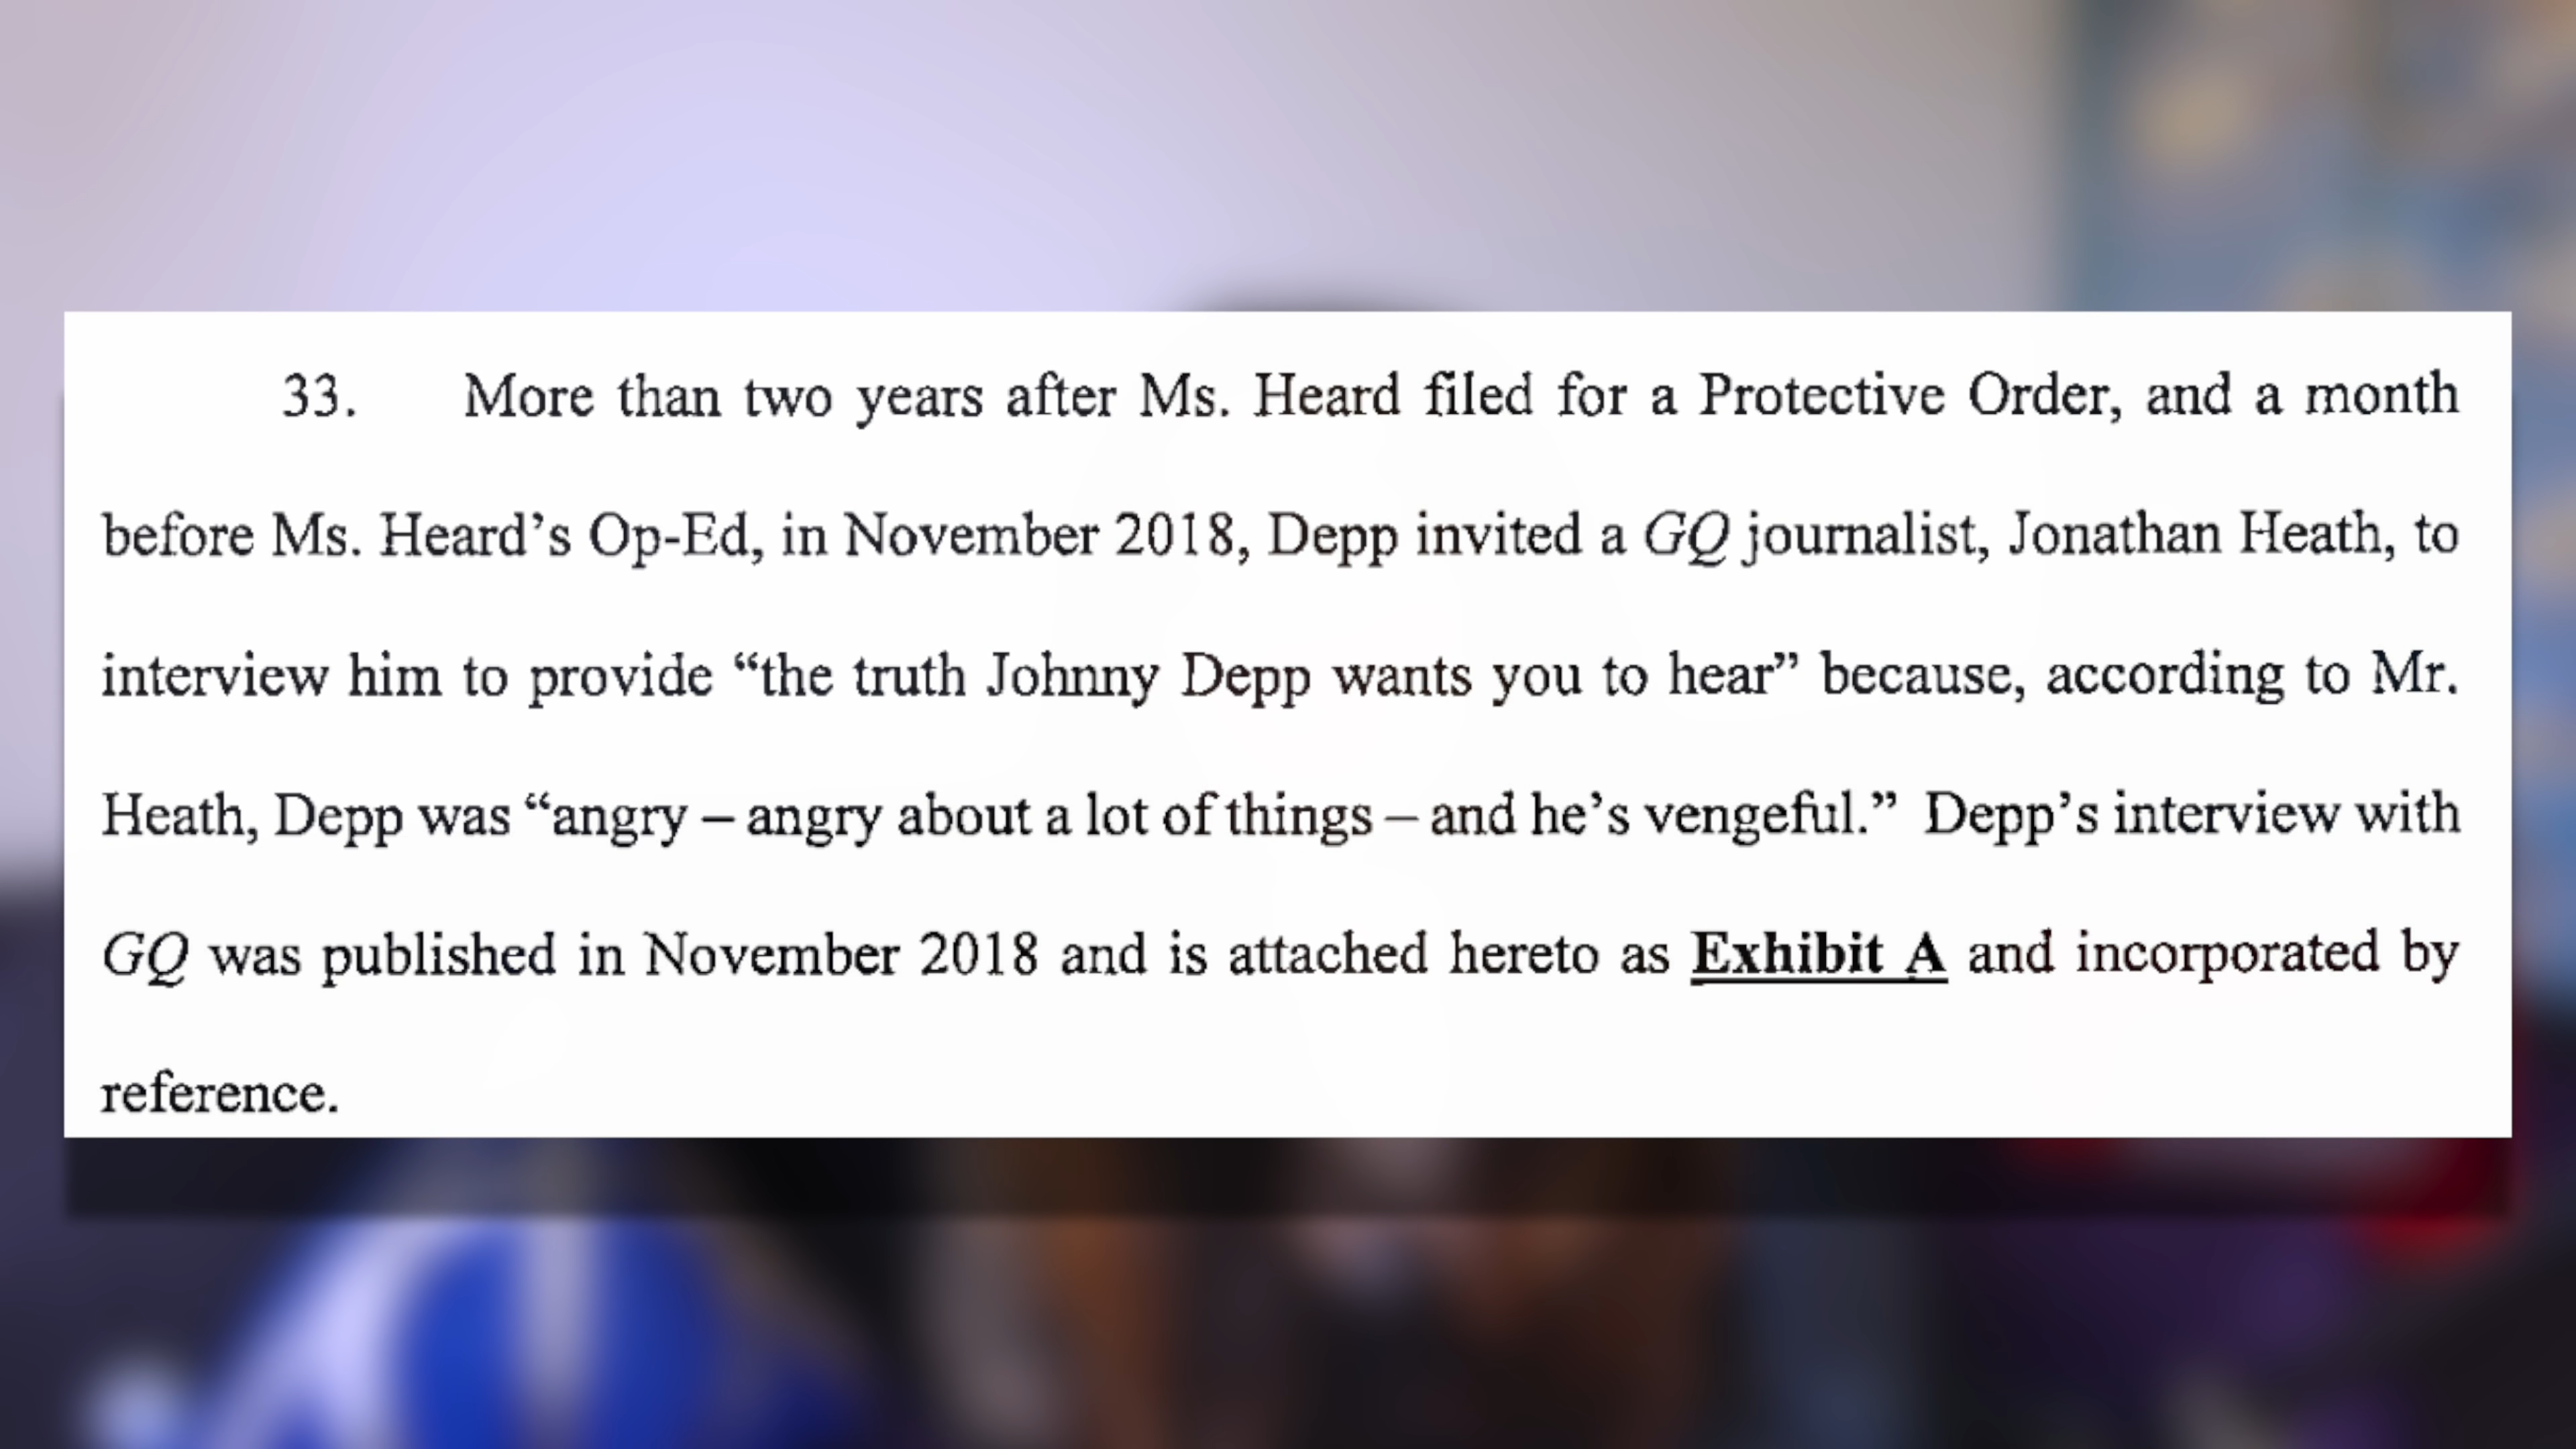 33. More than two years after Ms. Heard filed for a Protective Order, and a month
before Ms. Heard’s Op-Ed, in November 2018, Depp invited a GQ journalist, Jonathan Heath, to
interview him to provide “the truth Johnny Depp wants you to hear” because, according to Mr.
Heath, Depp was “angry – angry about a lot of things – and he’s vengeful.” Depp’s interview with
GQ was published in November 2018 and is attached hereto as Exhibit A and incorporated by
reference.